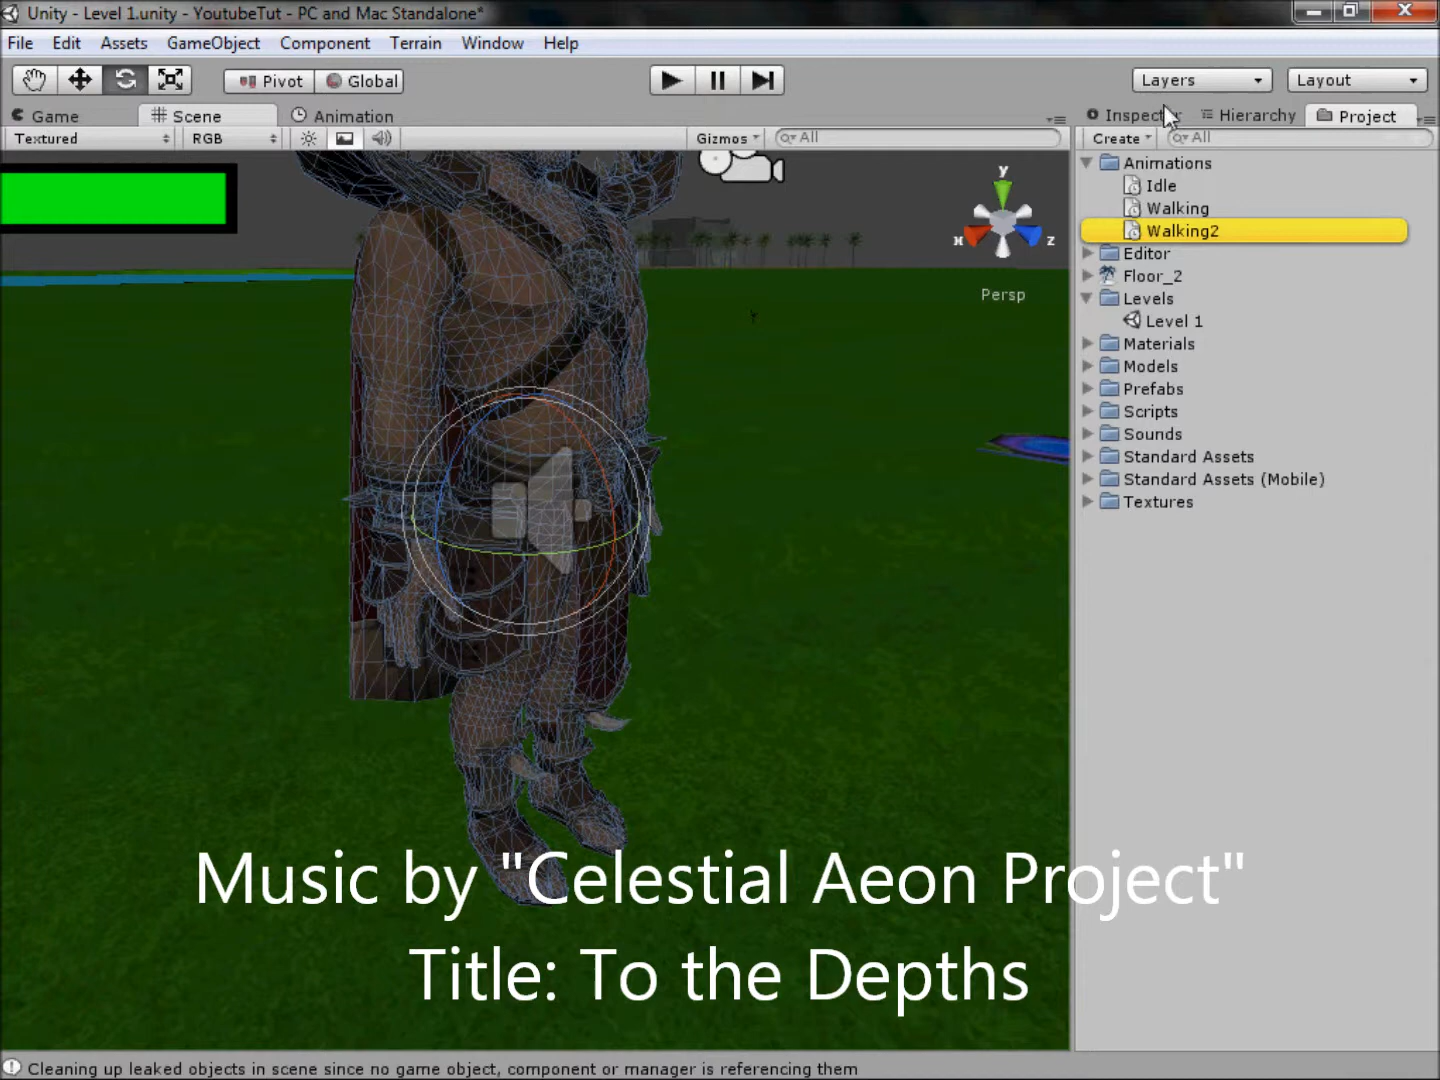 Unity - Level 1.unity - YoutubeTut - PC and Mac Standalone*
File Edit Assets GameObject Component Terrain Window Help
Pivot Global Layers Layout
Game Scene Animation Inspector Hierarchy Project
Textured RGB Gizmos All Create All
Animations
Idle
Walking
Walking2
Editor
Floor_2
Levels
Level 1
Materials
Models
Prefabs
Scripts
Sounds
Standard Assets
Standard Assets (Mobile)
Textures
y
x z
Persp
Music by "Celestial Aeon Project"
Title: To the Depths
Cleaning up leaked objects in scene since no game object, component or manager is referencing them